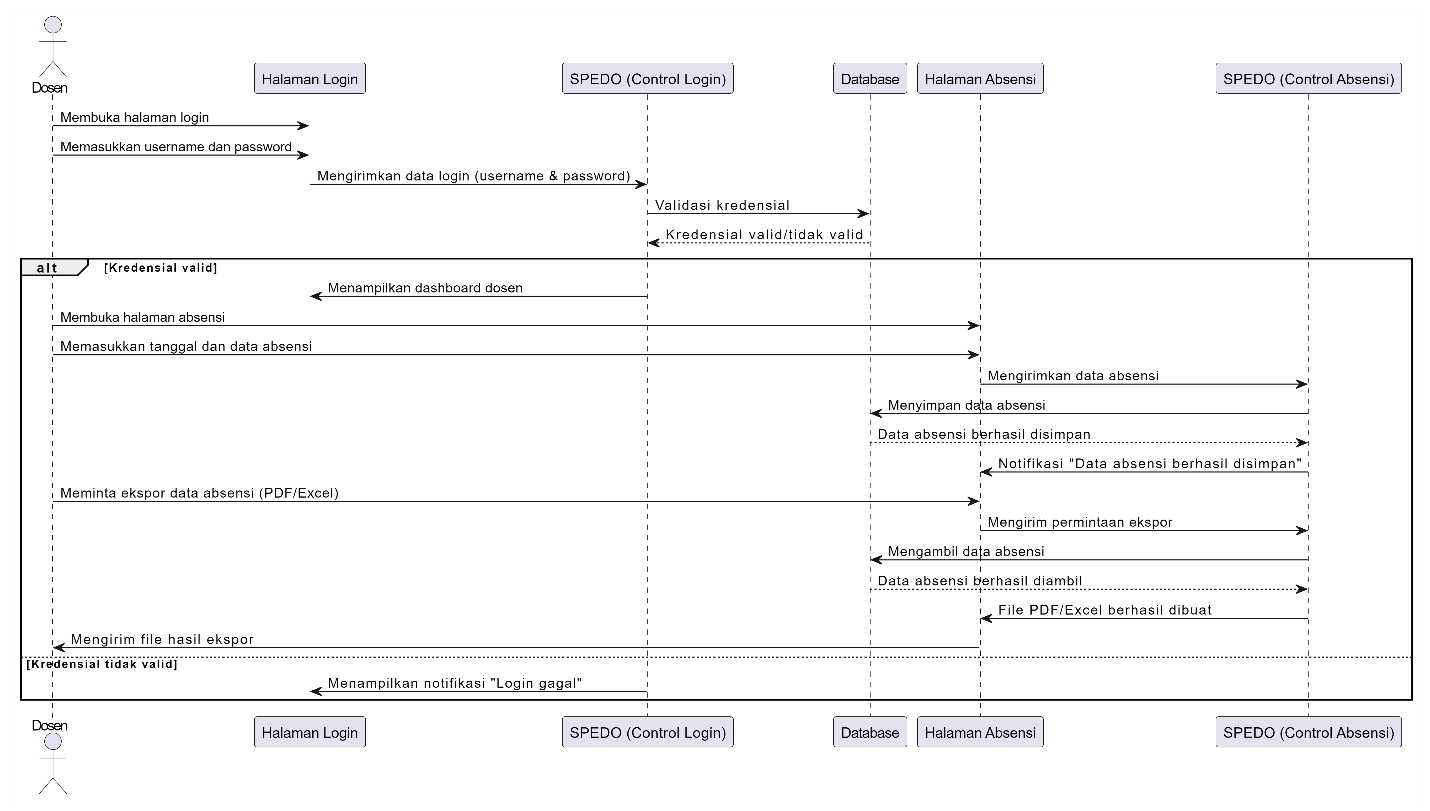 Dosen
Halaman Login
SPEDO (Control Login)
Database
Halaman Absensi
SPEDO (Control Absensi)
Membuka halaman login
Memasukkan username dan password
Mengirimkan data login (username & password)
Validasi kredensial
Kredensial valid/tidak valid
alt
[Kredensial valid]
Menampilkan dashboard dosen
Membuka halaman absensi
Memasukkan tanggal dan data absensi
Mengirimkan data absensi
Menyimpan data absensi
Data absensi berhasil disimpan
Notifikasi "Data absensi berhasil disimpan"
Meminta ekspor data absensi (PDF/Excel)
Mengirim permintaan ekspor
Mengambil data absensi
Data absensi berhasil diambil
File PDF/Excel berhasil dibuat
Mengirim file hasil ekspor
[Kredensial tidak valid]
Menampilkan notifikasi "Login gagal"
Dosen
Halaman Login
SPEDO (Control Login)
Database
Halaman Absensi
SPEDO (Control Absensi)